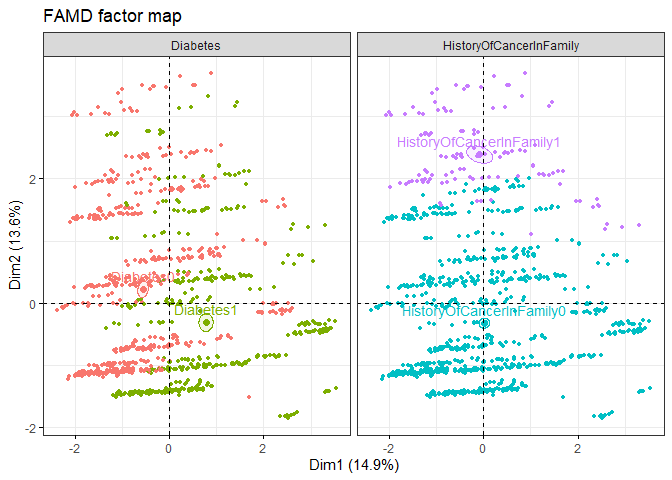 FAMD factor map
Diabetes
HistoryOfCancerInFamily
HistoryOfCancerInFamily1
2
Diabetes0
Diabetes1
HistoryOfCancerInFamily0
0
-2
-2 0 2 -2 0 2
Dim1 (14.9%)
Dim2 (13.6%)